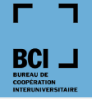 BCI
BUREAU DE
COOPÉRATION
INTERUNIVERSITAIRE